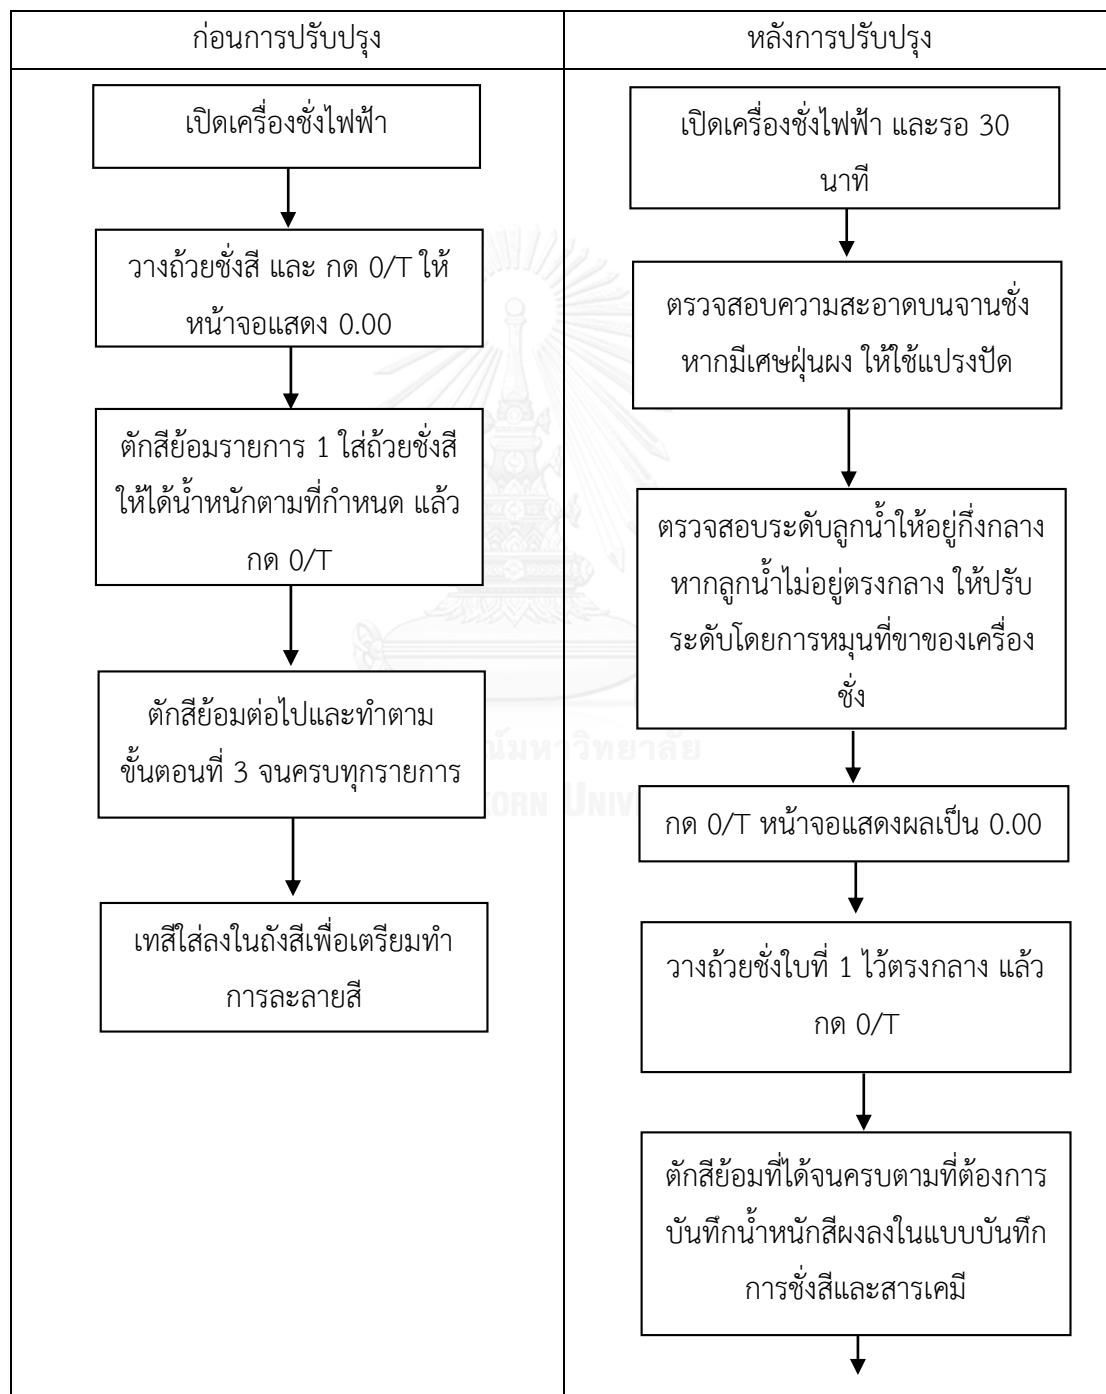 ก่อนการปรับปรุง
หลังการปรับปรุง
เปิดเครื่องชั่งไฟฟ้า
วางถ้วยชั่งสี และ กด 0/T ให้
หน้าจอแสดง 0.00
ตักสีย้อมรายการ 1 ใส่ถ้วยชั่งสี
ให้ได้น้ำหนักตามที่กำหนด แล้ว
กด 0/T
ตักสีย้อมต่อไปและทำตาม
ขั้นตอนที่ 3 จนครบทุกรายการ
เทสีใส่ลงในถังสีเพื่อเตรียมทำ
การละลายสี
เปิดเครื่องชั่งไฟฟ้า และรอ 30
นาที
ตรวจสอบความสะอาดบนจานชั่ง
หากมีเศษฝุ่นผง ให้ใช้แปรงปัด
ตรวจสอบระดับลูกน้ำให้อยู่กึ่งกลาง
หากลูกน้ำไม่อยู่ตรงกลาง ให้ปรับ
ระดับโดยการหมุนที่ขาของเครื่อง
ชั่ง
กด 0/T หน้าจอแสดงผลเป็น 0.00
วางถ้วยชั่งใบที่ 1 ไว้ตรงกลาง แล้ว
กด 0/T
ตักสีย้อมที่ได้จนครบตามที่ต้องการ
บันทึกน้ำหนักสีผงลงในแบบบันทึก
การชั่งสีและสารเคมี